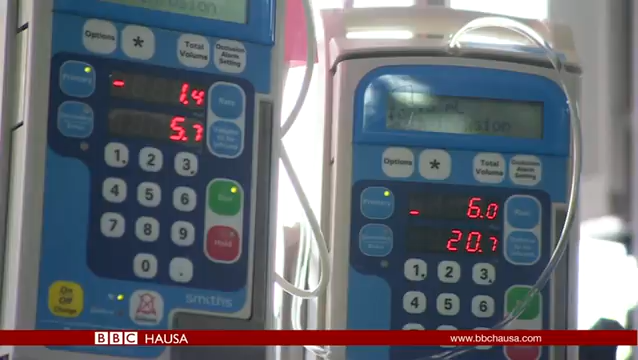 Options
*
Total
Volume
Occlusion
Alarm
Setting
Primary
- 1.4
Rate
5.7
Volume
to be
Infused
1 2 3
4 5 6
7 8 9
0
Run
Hold
On
Off
Charge
smiths
Options
*
Total
Volume
Occlusion
Alarm
Setting
Primary
- 6.0
Rate
20.7
1 2 3
4 5 6
BBC HAUSA
www.bbchausa.com